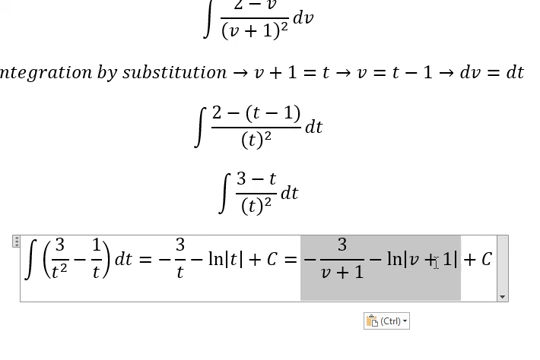 ∫ (2 − v)/(v + 1)² dv
ntegration by substitution → v + 1 = t → v = t − 1 → dv = dt
∫ (2 − (t − 1))/(t)² dt
∫ (3 − t)/(t)² dt
∫ (3/t² − 1/t) dt = −3/t − ln|t| + C = −3/(v + 1) − ln|v + 1| + C
(Ctrl)